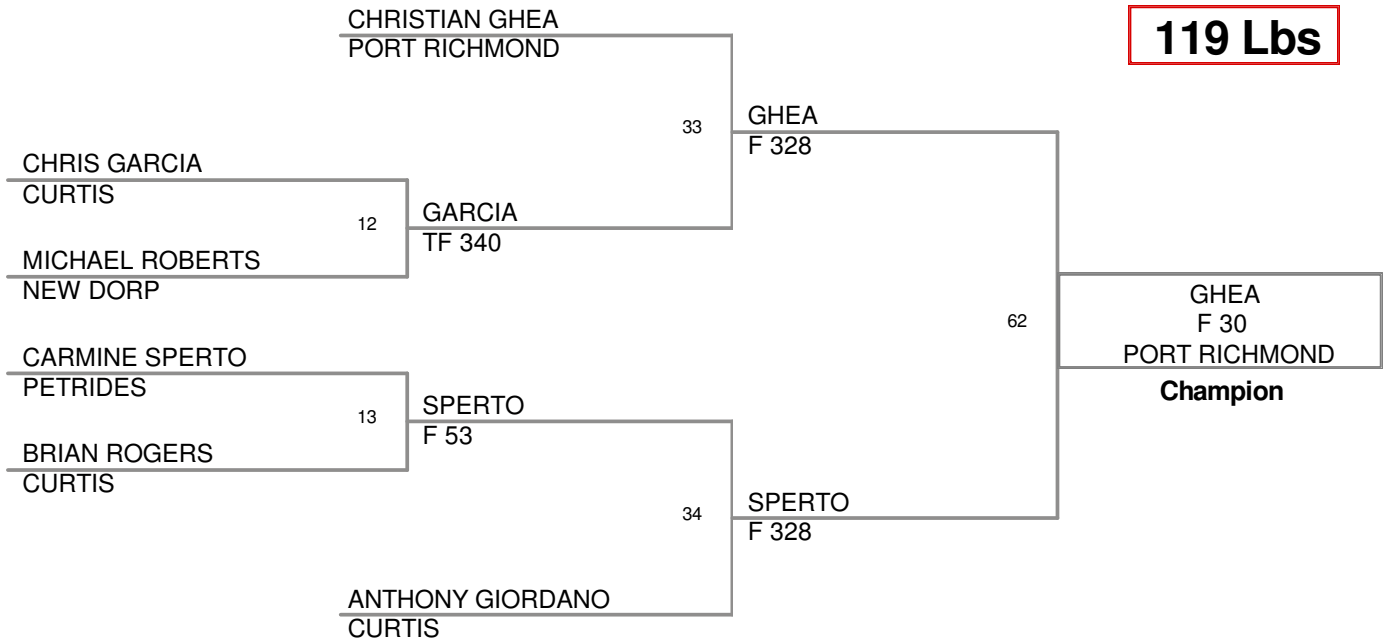 CHRISTIAN GHEA
PORT RICHMOND
119 Lbs
33
GHEA
F 328
CHRIS GARCIA
CURTIS
12
GARCIA
TF 340
MICHAEL ROBERTS
NEW DORP
62
GHEA
F 30
PORT RICHMOND
Champion
CARMINE SPERTO
PETRIDES
13
SPERTO
F 53
BRIAN ROGERS
CURTIS
34
SPERTO
F 328
ANTHONY GIORDANO
CURTIS